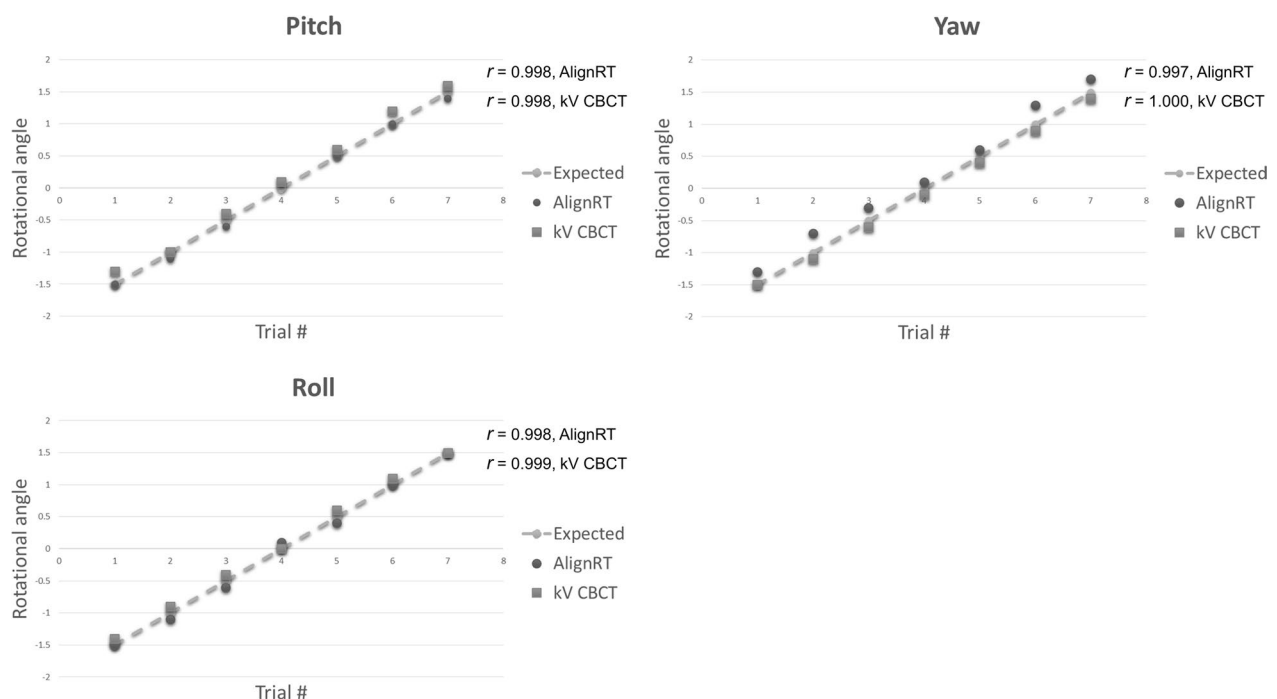 Pitch
2
1.5
1
0.5
0
-0.5
-1
-1.5
-2
0 1 2 3 4 5 6 7 8
Rotational angle
Trial #
r = 0.998, AlignRT
r = 0.998, kV CBCT
Expected
AlignRT
kV CBCT
Yaw
2
1.5
1
0.5
0
-0.5
-1
-1.5
-2
0 1 2 3 4 5 6 7 8
Rotational angle
Trial #
r = 0.997, AlignRT
r = 1.000, kV CBCT
Expected
AlignRT
kV CBCT
Roll
2
1.5
1
0.5
0
-0.5
-1
-1.5
-2
0 1 2 3 4 5 6 7 8
Rotational angle
Trial #
r = 0.998, AlignRT
r = 0.999, kV CBCT
Expected
AlignRT
kV CBCT